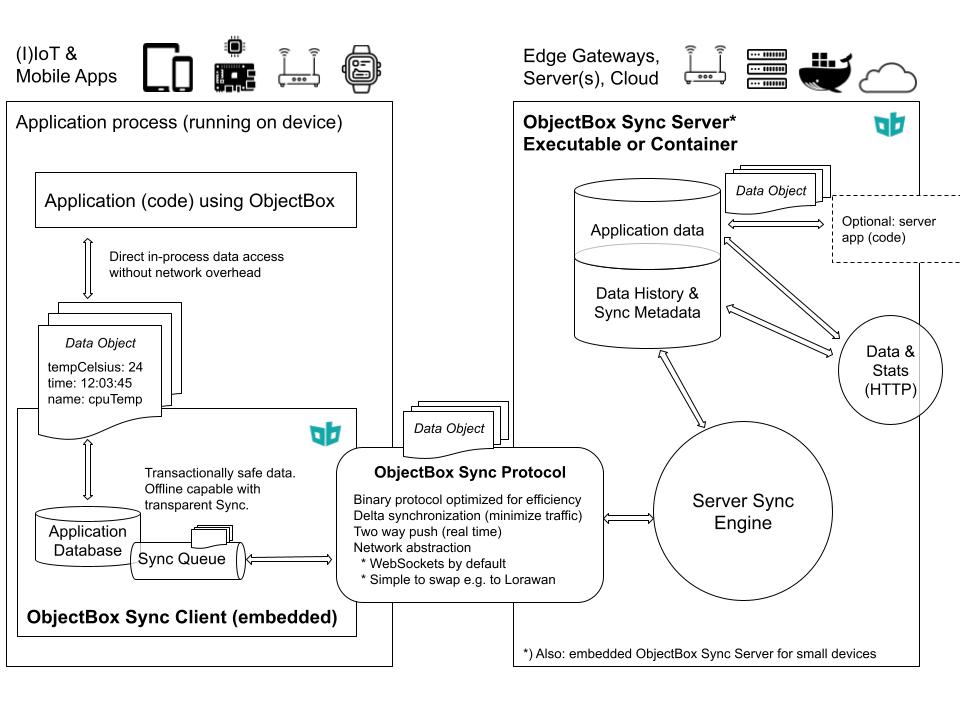 (I)IoT &
Mobile Apps
Edge Gateways,
Server(s), Cloud
Application process (running on device)
Application (code) using ObjectBox
Direct in-process data access
without network overhead
Data Object
tempCelsius: 24
time: 12:03:45
name: cpuTemp
Transactionally safe data.
Offline capable with
transparent Sync.
Application
Database
Sync Queue
ObjectBox Sync Client (embedded)
Data Object
ObjectBox Sync Protocol
Binary protocol optimized for efficiency
Delta synchronization (minimize traffic)
Two way push (real time)
Network abstraction
* WebSockets by default
* Simple to swap e.g. to Lorawan
ObjectBox Sync Server*
Executable or Container
Data Object
Application data
Optional: server
app (code)
Data History &
Sync Metadata
Data &
Stats
(HTTP)
Server Sync
Engine
*) Also: embedded ObjectBox Sync Server for small devices